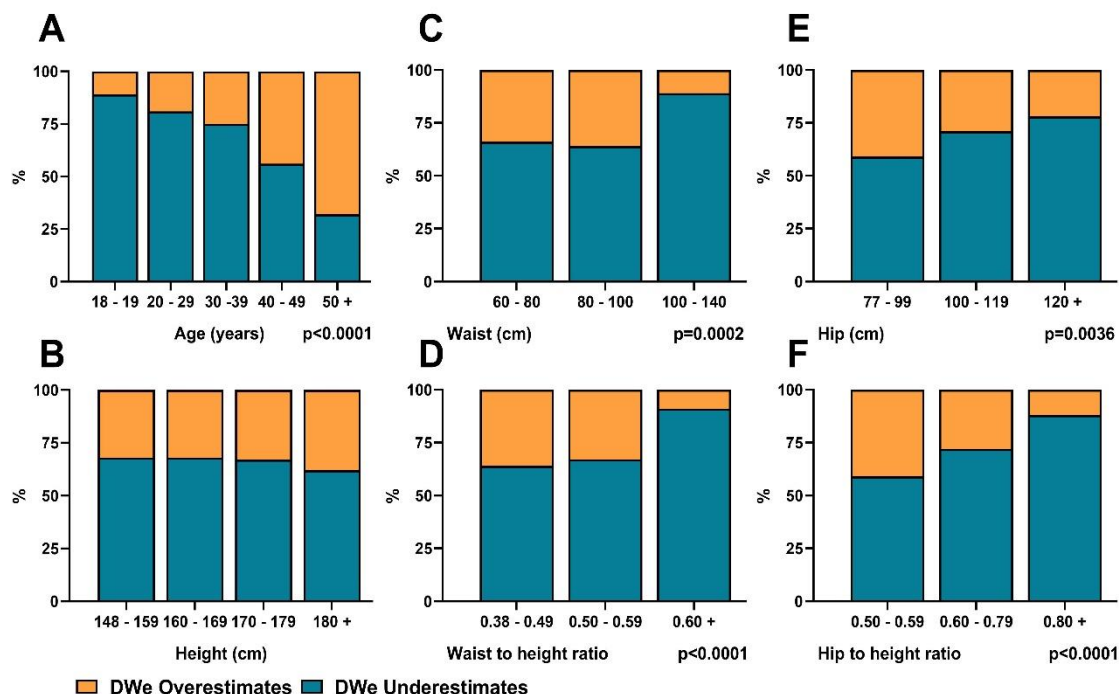 A
100
75
50
25
0
%
18 - 19 20 - 29 30 -39 40 - 49 50 +
Age (years) p<0.0001
B
100
75
50
25
0
%
148 - 159 160 - 169 170 - 179 180 +
Height (cm)
C
100
75
50
25
0
%
60 - 80 80 - 100 100 - 140
Waist (cm) p=0.0002
D
100
75
50
25
0
%
0.38 - 0.49 0.50 - 0.59 0.60 +
Waist to height ratio p<0.0001
E
100
75
50
25
0
%
77 - 99 100 - 119 120 +
Hip (cm) p=0.0036
F
100
75
50
25
0
%
0.50 - 0.59 0.60 - 0.79 0.80 +
Hip to height ratio p<0.0001
DWe Overestimates DWe Underestimates